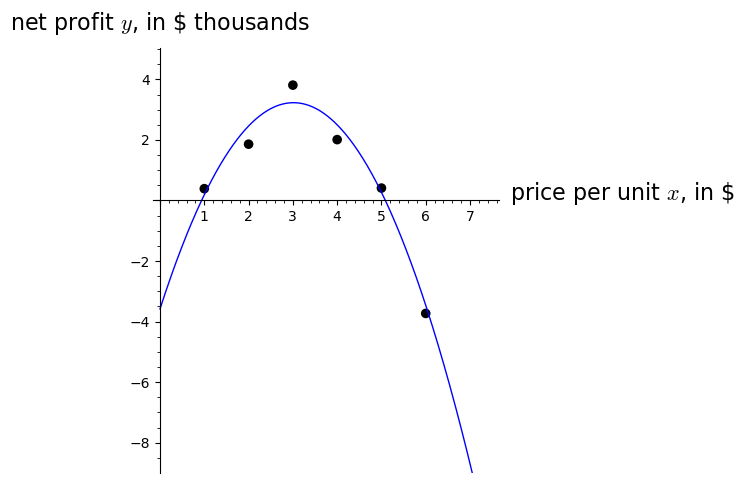 net profit y, in $ thousands
4
2
price per unit x, in $
1 2 3 4 5 6 7
−2
−4
−6
−8